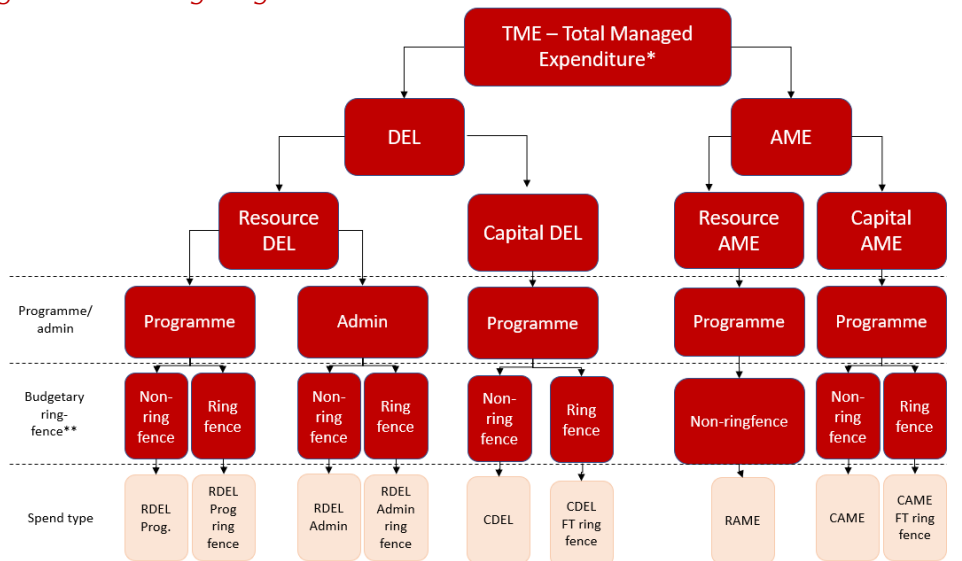 TME – Total Managed
Expenditure*
DEL
AME
Resource
DEL
Capital DEL
Resource
AME
Capital
AME
Programme/
admin
Programme
Admin
Programme
Programme
Programme
Budgetary
ring-
fence**
Non-
ring
fence
Ring
fence
Non-
ring
fence
Ring
fence
Non-
ring
fence
Ring
fence
Non-ringfence
Non-
ring
fence
Ring
fence
Spend type
RDEL
Prog.
RDEL
Prog
ring
fence
RDEL
Admin
RDEL
Admin
ring
fence
CDEL
CDEL
FT ring
fence
RAME
CAME
CAME
FT ring
fence